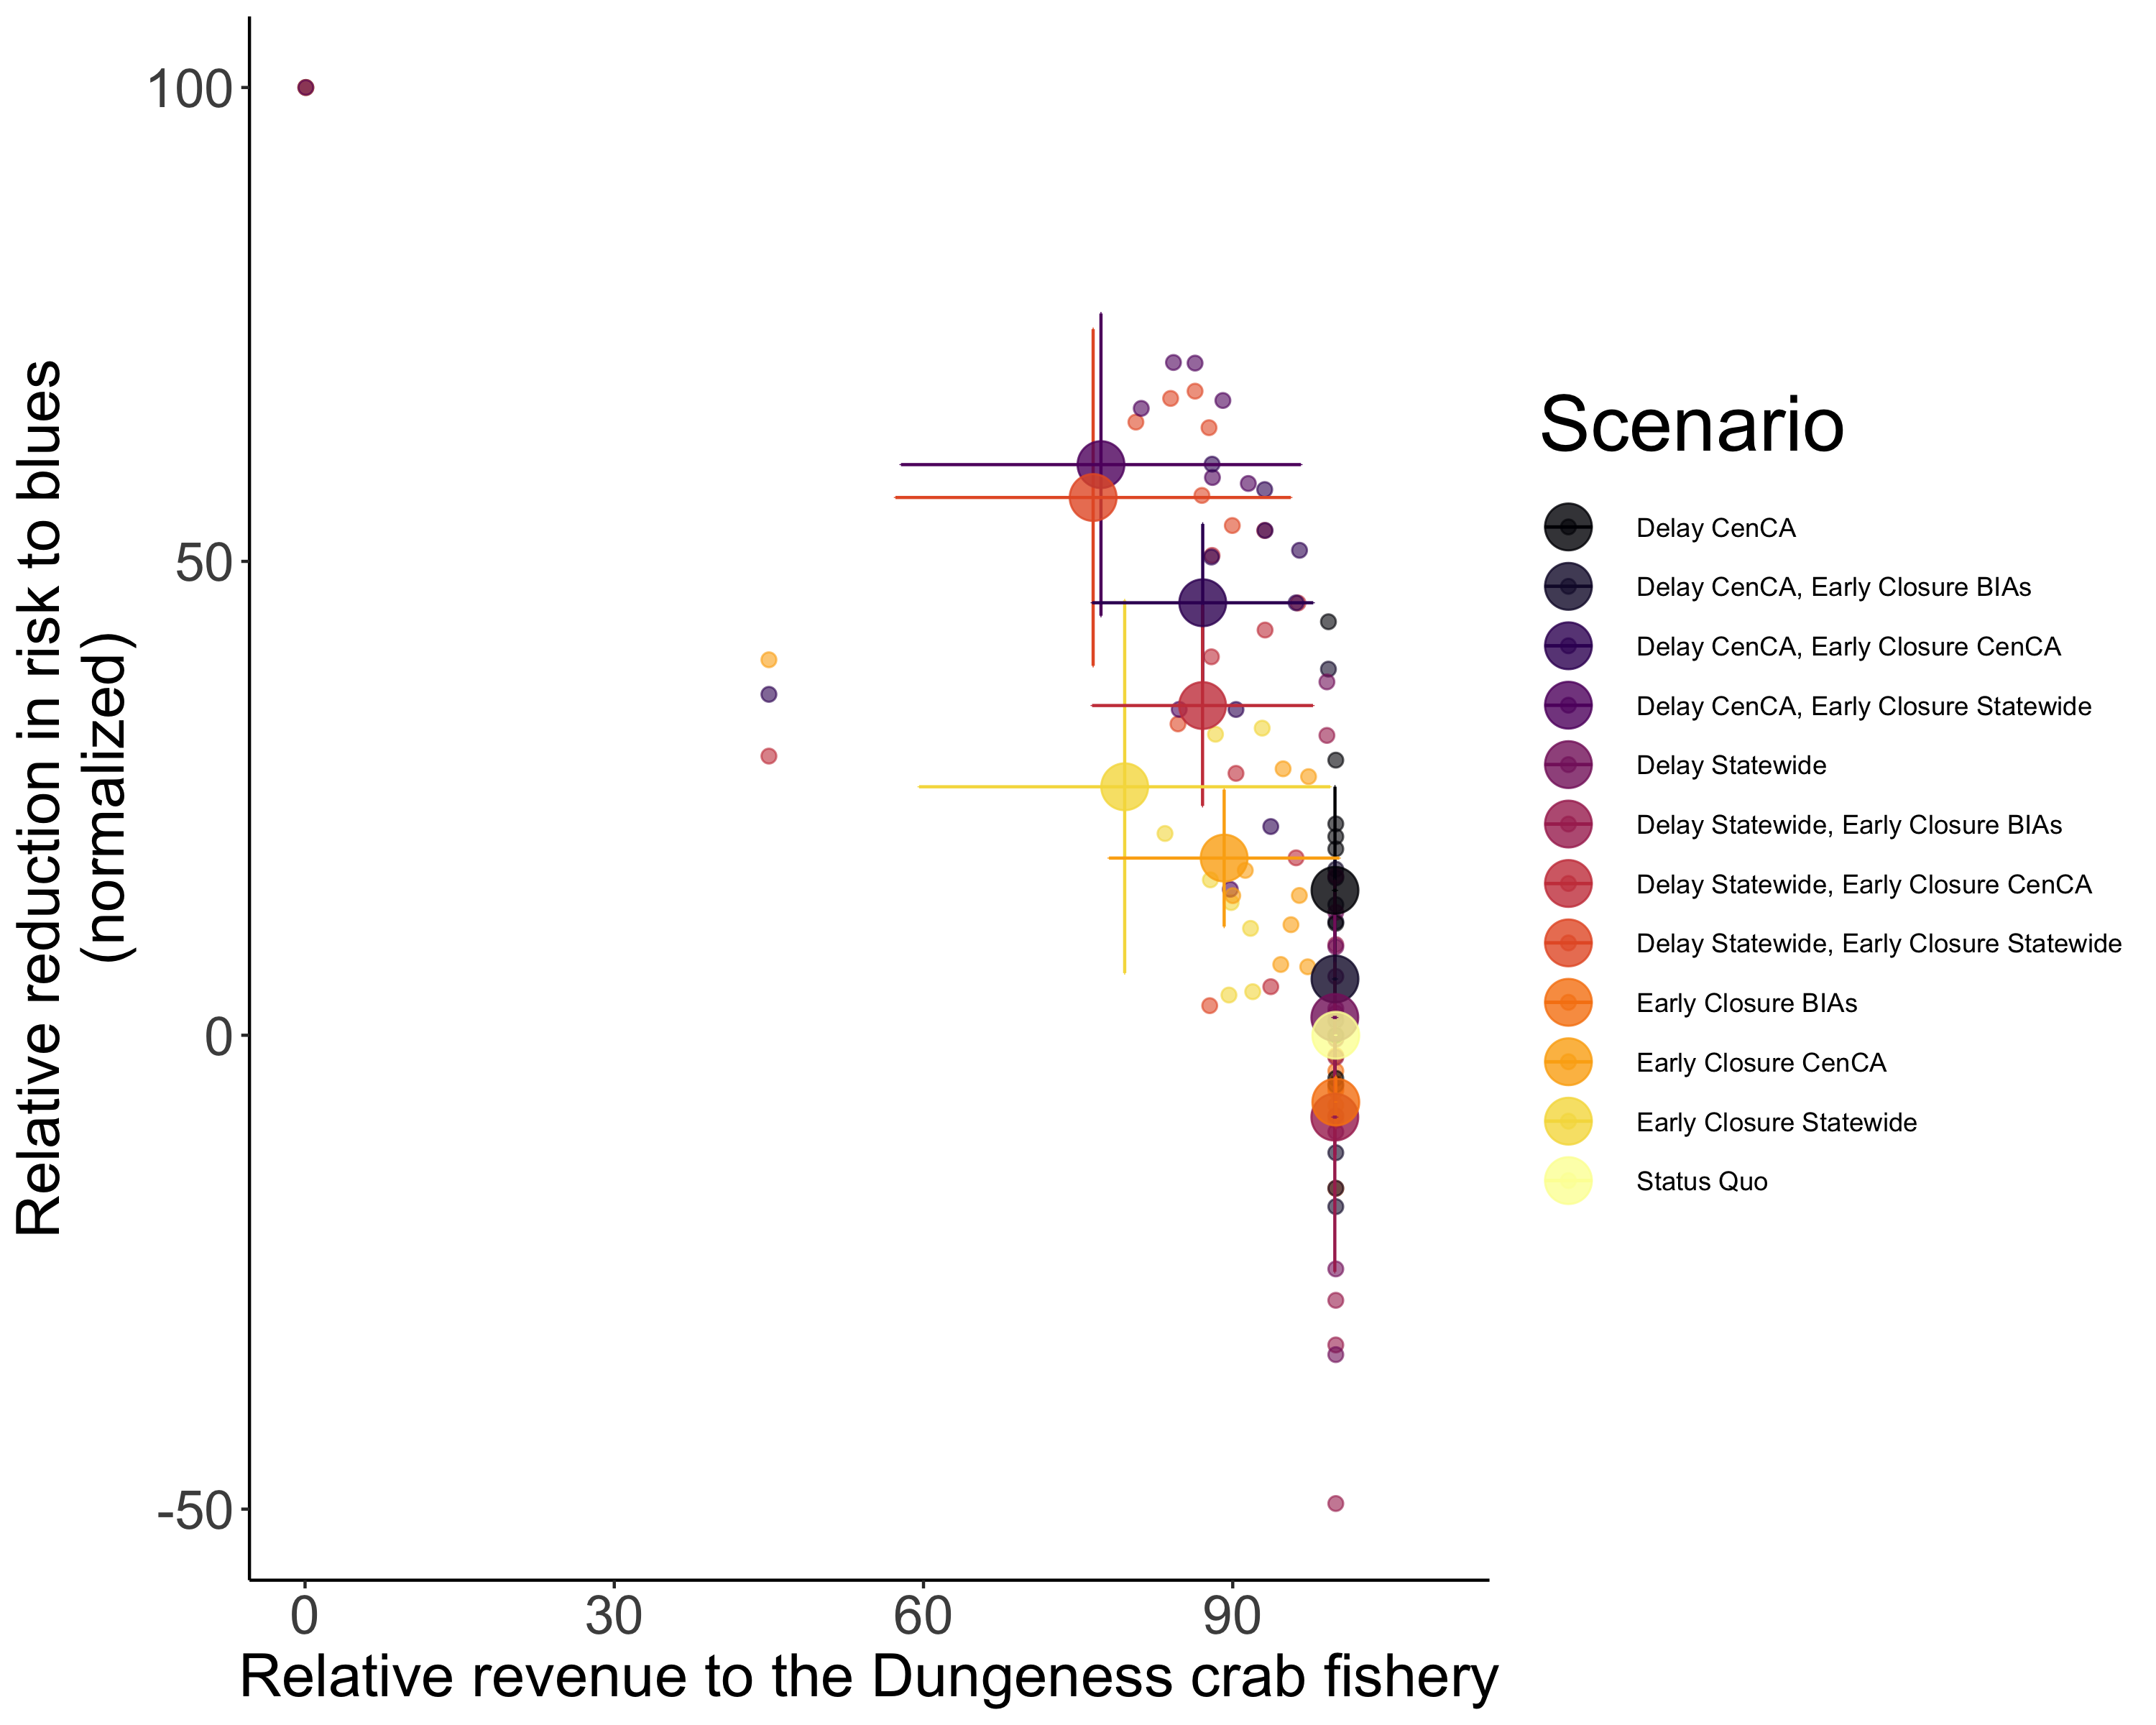 Relative reduction in risk to blues
(normalized)
100
50
0
-50
0 30 60 90
Relative revenue to the Dungeness crab fishery
Scenario
Delay CenCA
Delay CenCA, Early Closure BIAs
Delay CenCA, Early Closure CenCA
Delay CenCA, Early Closure Statewide
Delay Statewide
Delay Statewide, Early Closure BIAs
Delay Statewide, Early Closure CenCA
Delay Statewide, Early Closure Statewide
Early Closure BIAs
Early Closure CenCA
Early Closure Statewide
Status Quo